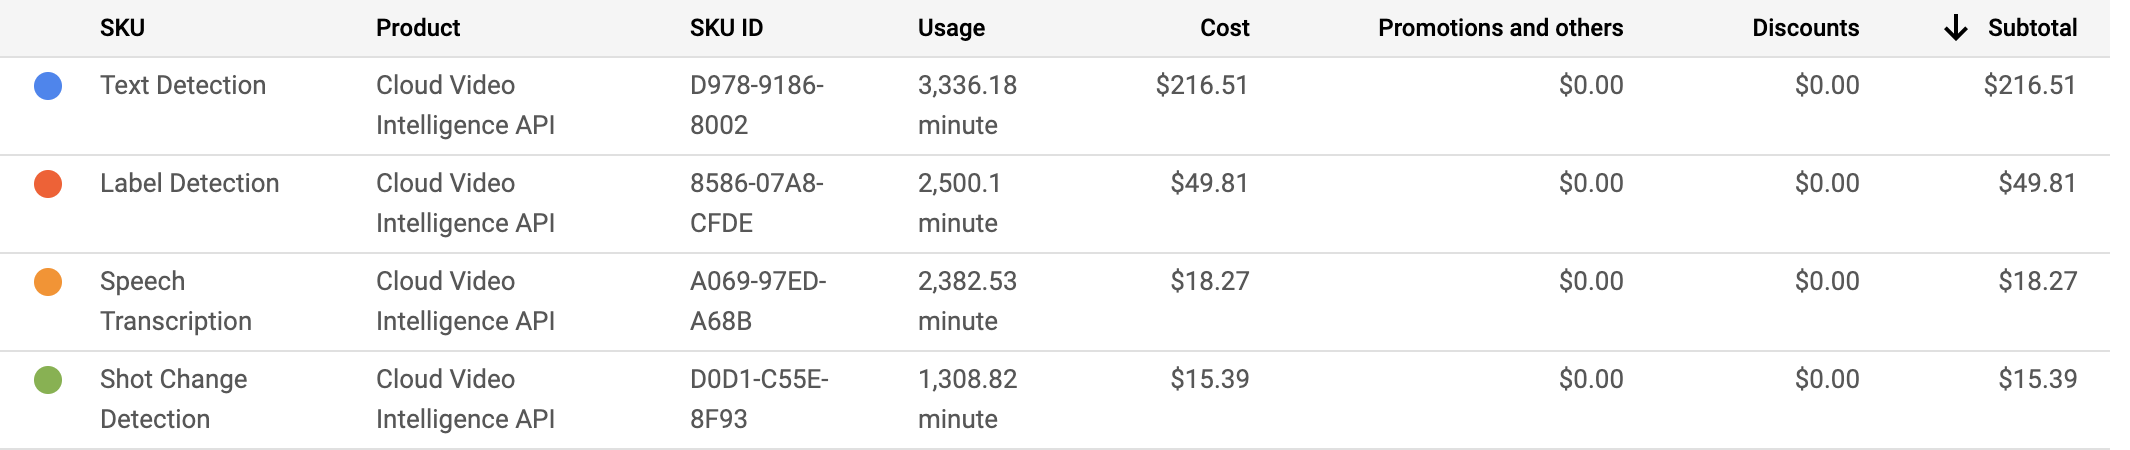 SKU Product SKU ID Usage Cost Promotions and others Discounts Subtotal
Text Detection Cloud Video D978-9186- 3,336.18 $216.51 $0.00 $0.00 $216.51
Intelligence API 8002 minute
Label Detection Cloud Video 8586-07A8- 2,500.1 $49.81 $0.00 $0.00 $49.81
Intelligence API CFDE minute
Speech Cloud Video A069-97ED- 2,382.53 $18.27 $0.00 $0.00 $18.27
Transcription Intelligence API A68B minute
Shot Change Cloud Video D0D1-C55E- 1,308.82 $15.39 $0.00 $0.00 $15.39
Detection Intelligence API 8F93 minute